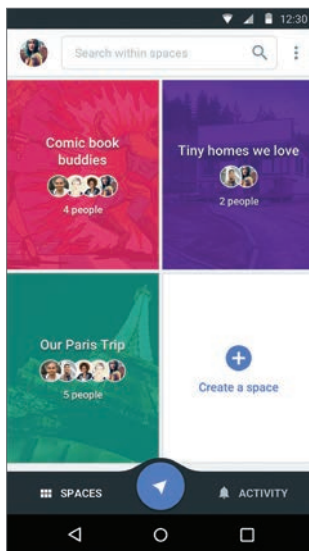 12:30
Search within spaces
Comic book
buddies
4 people
Tiny homes we love
2 people
Our Paris Trip
5 people
Create a space
SPACES
ACTIVITY